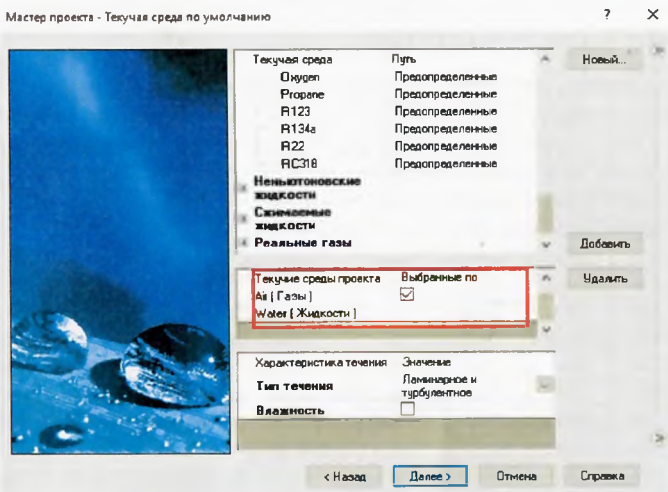 Мастер проекта - Текучая среда по умолчанию ? ×
Текучая среда Путь
Oxygen Предопределенные
Propane Предопределенные
R123 Предопределенные
R134a Предопределенные
R22 Предопределенные
RC318 Предопределенные
Неньютоновские
жидкости
Сжимаемые
жидкости
Реальные газы
Новый...
Добавить
Текучие среды проекта Выбранные по
Air ( Газы )
Water ( Жидкости )
Удалить
Характеристика течения Значение
Тип течения Ламинарное и
турбулентное
Влажность
< Назад Далее > Отмена Справка